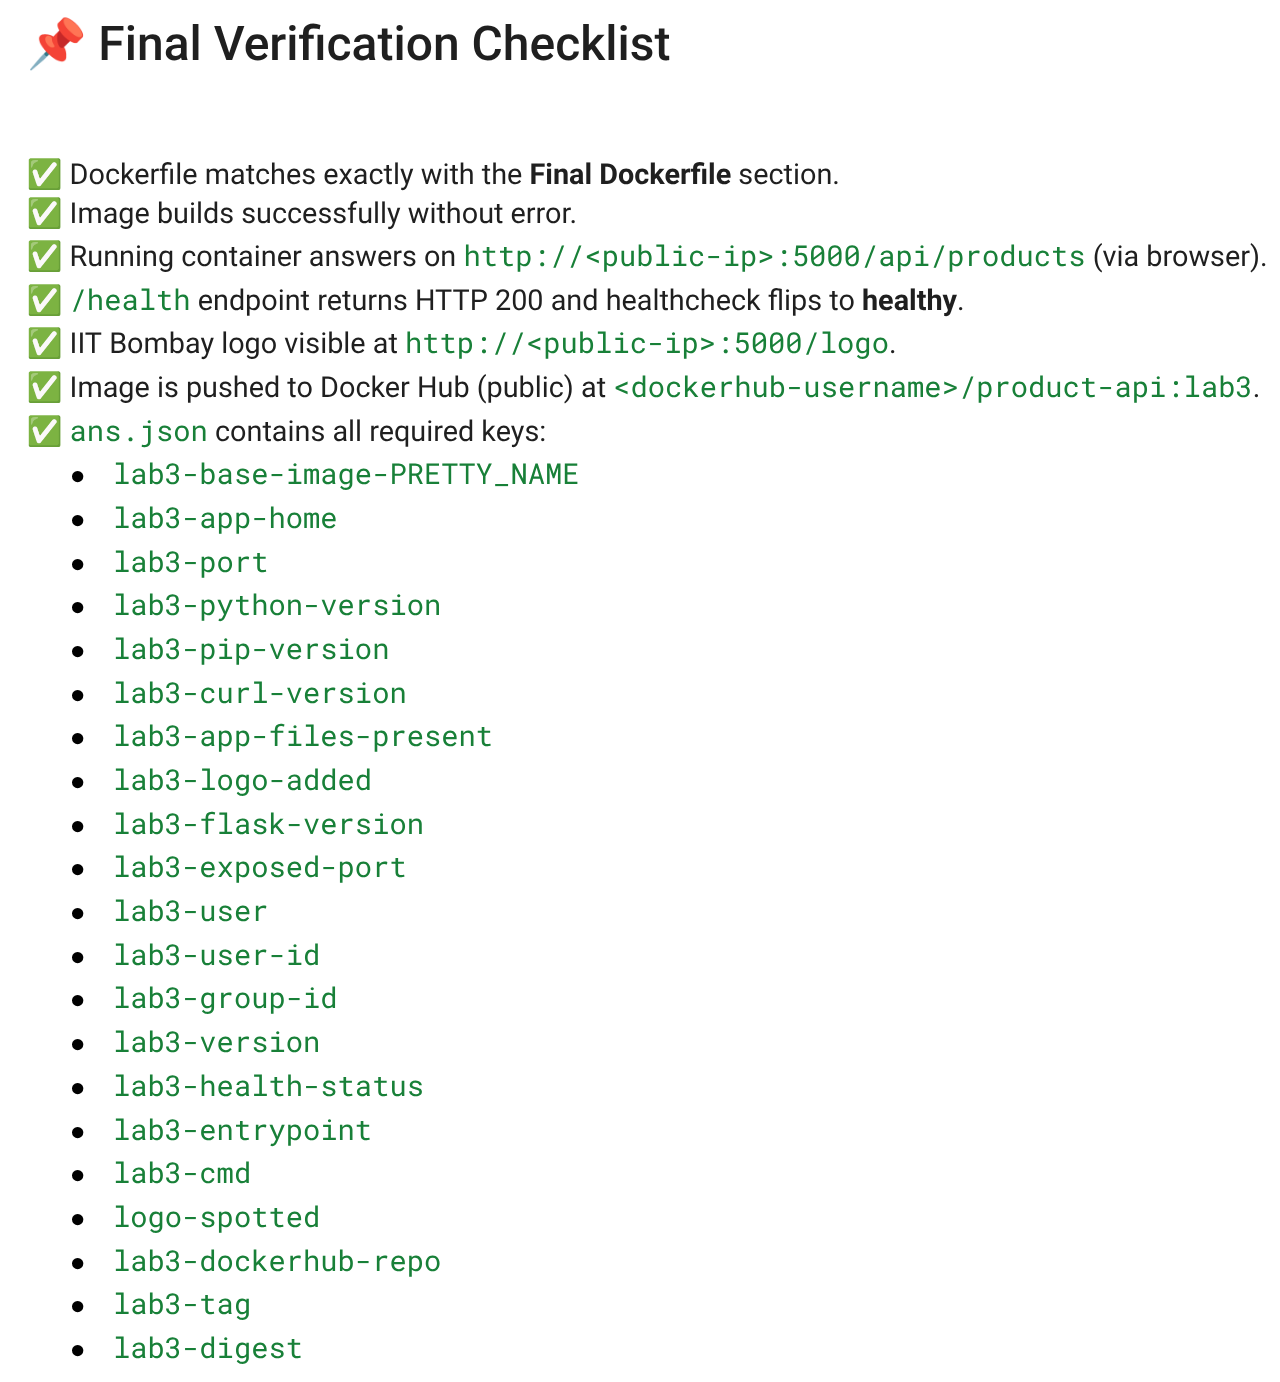 📌 Final Verification Checklist
✅ Dockerfile matches exactly with the Final Dockerfile section.
✅ Image builds successfully without error.
✅ Running container answers on http://<public-ip>:5000/api/products (via browser).
✅ /health endpoint returns HTTP 200 and healthcheck flips to healthy.
✅ IIT Bombay logo visible at http://<public-ip>:5000/logo.
✅ Image is pushed to Docker Hub (public) at <dockerhub-username>/product-api:lab3.
✅ ans.json contains all required keys:
● lab3-base-image-PRETTY_NAME
● lab3-app-home
● lab3-port
● lab3-python-version
● lab3-pip-version
● lab3-curl-version
● lab3-app-files-present
● lab3-logo-added
● lab3-flask-version
● lab3-exposed-port
● lab3-user
● lab3-user-id
● lab3-group-id
● lab3-version
● lab3-health-status
● lab3-entrypoint
● lab3-cmd
● logo-spotted
● lab3-dockerhub-repo
● lab3-tag
● lab3-digest